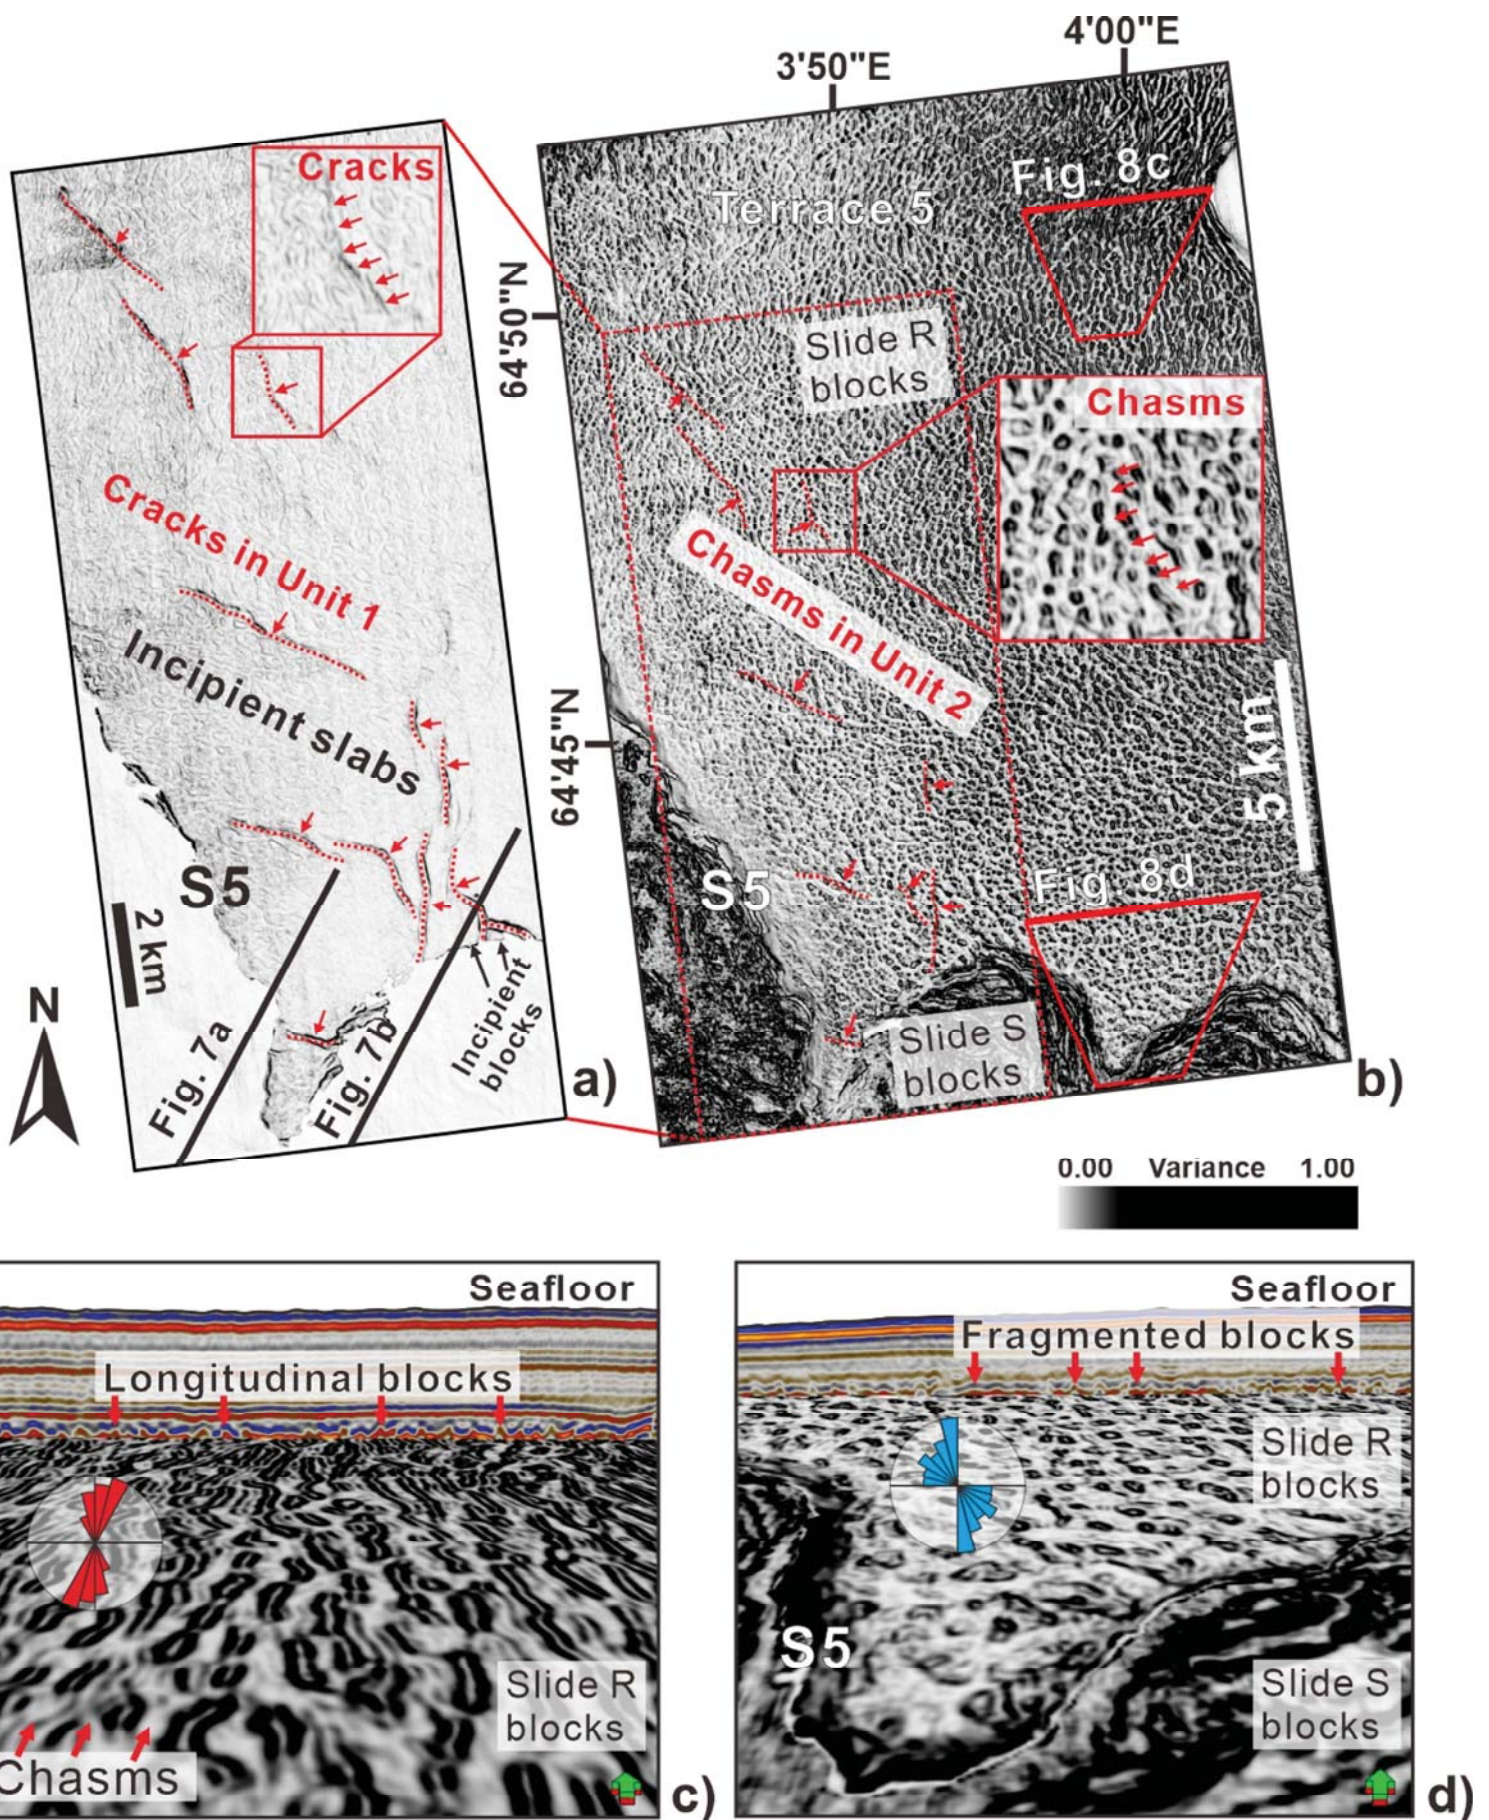 3'50"E
4'00"E
64'50"N
64'45"N
Cracks
Cracks in Unit 1
Incipient slabs
S5
2 km
N
Fig. 7a
Fig. 7b
Incipient
blocks
a)
Terrace 5
Fig. 8c
Slide R
blocks
Chasms
Chasms in Unit 2
5 km
S5
Fig. 8d
Slide S
blocks
b)
0.00 Variance 1.00
Seafloor
Longitudinal blocks
Slide R
blocks
Chasms
c)
Seafloor
Fragmented blocks
Slide R
blocks
S5
Slide S
blocks
d)